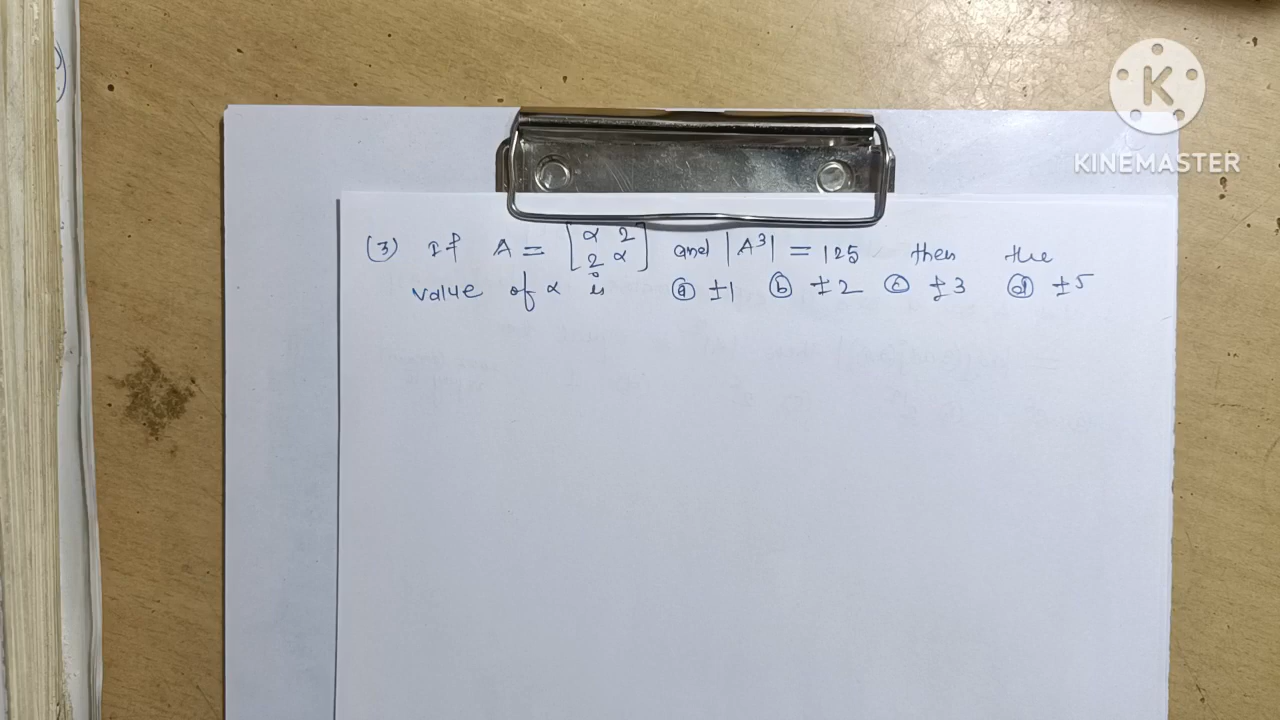 K
KINEMASTER
(3) If A = [α 2 2 α] and |A³| = 125 then the
value of α is (a) ±1 (b) ±2 (c) ±3 (d) ±5